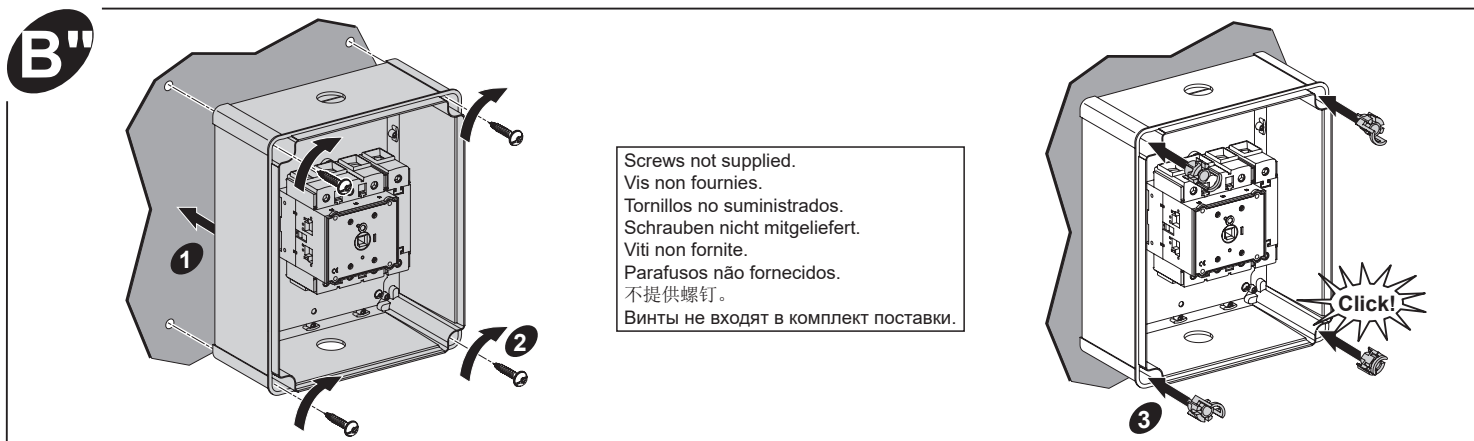 B"
1
2
Screws not supplied.
Vis non fournies.
Tornillos no suministrados.
Schrauben nicht mitgeliefert.
Viti non fornite.
Parafusos não fornecidos.
不提供螺钉。
Винты не входят в комплект поставки.
Click!
3